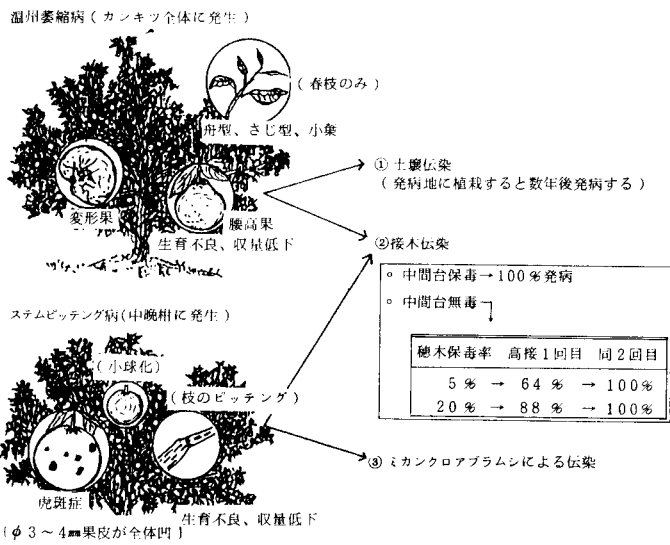 温州萎縮病（カンキツ全体に発生）
（春枝のみ）
舟型、さじ型、小葉
変形果
腰高果
生育不良、収量低下
①土壌伝染
（発病地に植栽すると数年後発病する）
②接木伝染
○ 中間台保毒→100％発病
○ 中間台無毒
穂木保毒率 高接1回目 同2回目
5％ → 64％ → 100％
20％ → 88％ → 100％
ステムピッテング病（中晩柑に発生）
（小球化）
（枝のピッテング）
虎斑症
生育不良、収量低下
（φ3～4㎜果皮が全体凹）
③ミカンクロアブラムシによる伝染